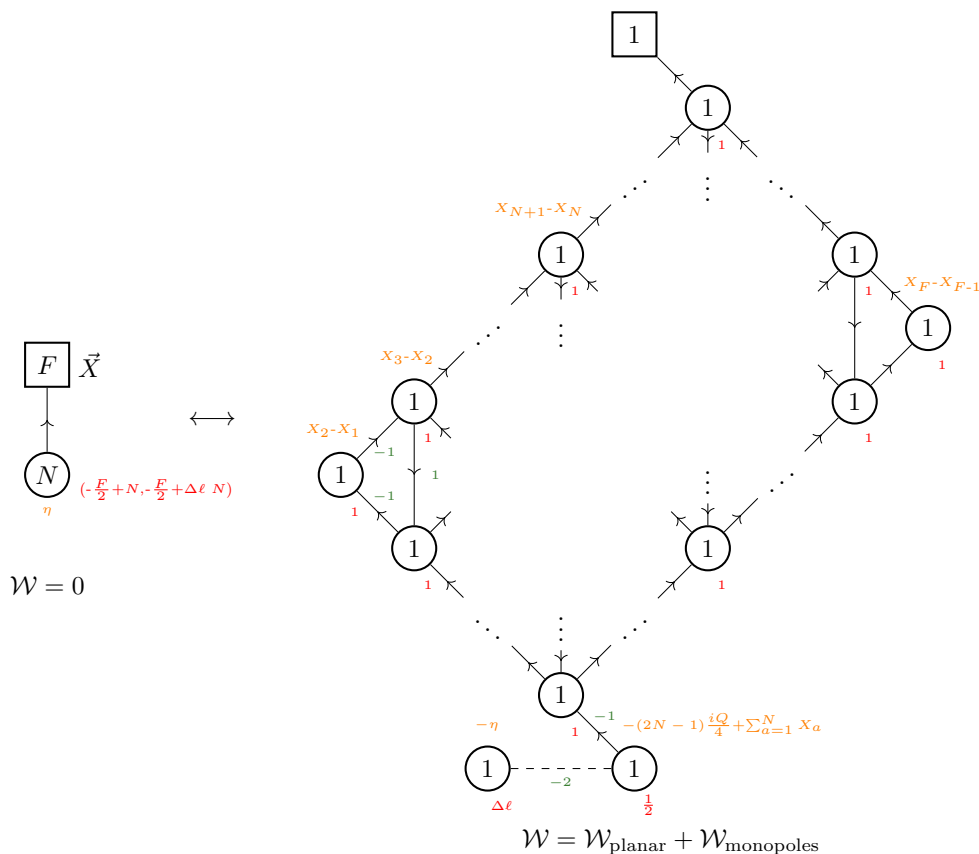 1
1
1
⋮
X_{N+1}-X_N
1
1
1
1
X_F-X_{F-1}
1
1
⋮
F
X⃗
X_3-X_2
1
1
1
1
⟷
X_2-X_1
-1
1
1
-1
1
N
(-F/2+N,-F/2+Δℓ N)
η
⋮
1
1
1
1
𝒲 = 0
⋮
1
1
-1
-(2N - 1) iQ/4 + ∑_{a=1}^{N} X_a
-η
1
-2
1
Δℓ
1/2
𝒲 = 𝒲_planar + 𝒲_monopoles